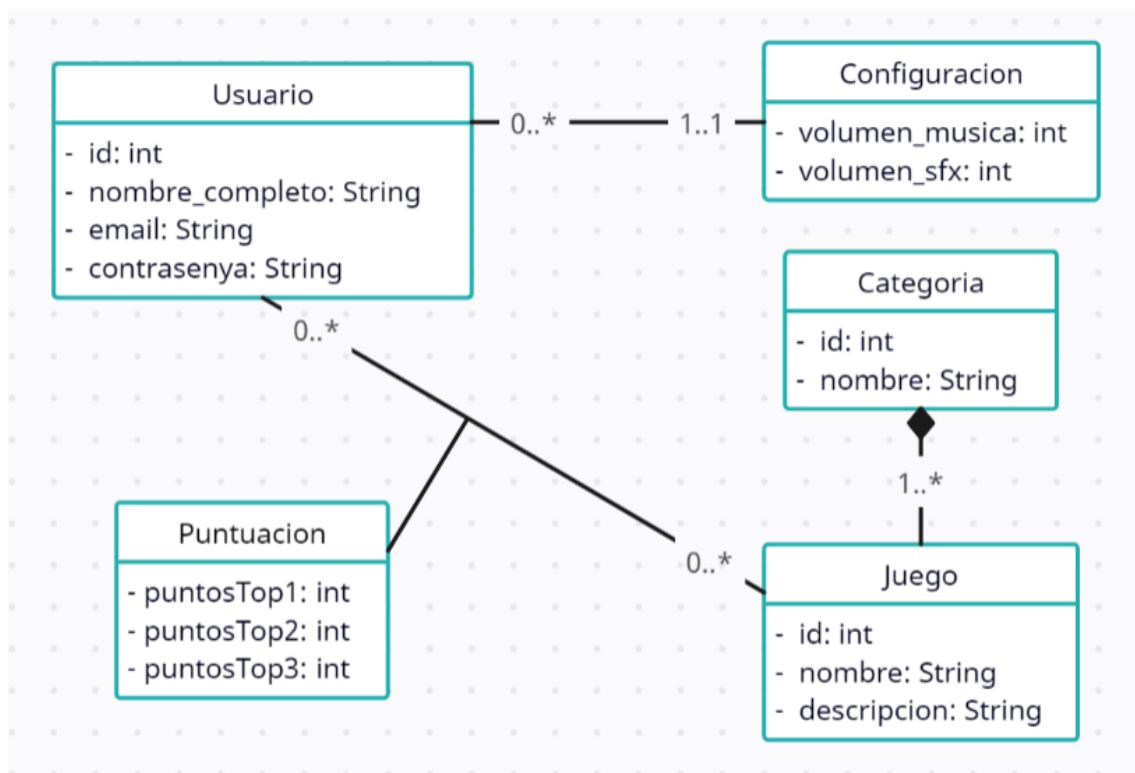 Usuario
- id: int
- nombre_completo: String
- email: String
- contrasenya: String
0..*
1..1
Configuracion
- volumen_musica: int
- volumen_sfx: int
Categoria
- id: int
- nombre: String
1..*
0..*
Puntuacion
- puntosTop1: int
- puntosTop2: int
- puntosTop3: int
0..*
Juego
- id: int
- nombre: String
- descripcion: String